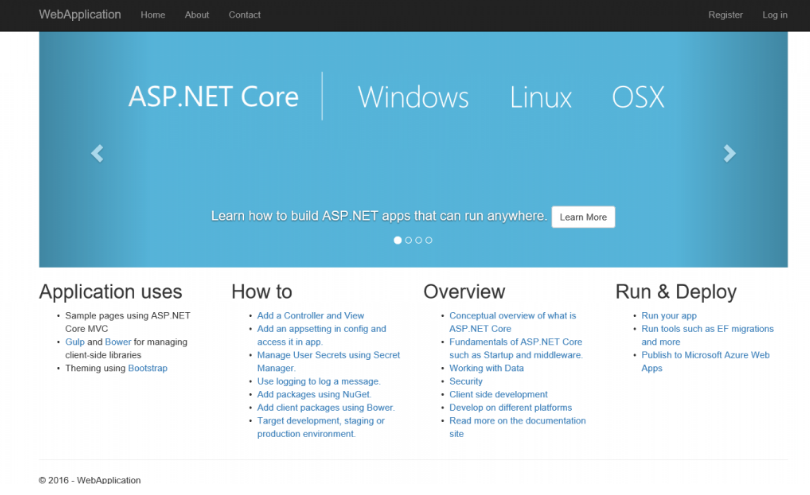 WebApplication Home About Contact Register Log in
ASP.NET Core Windows Linux OSX
Learn how to build ASP.NET apps that can run anywhere. Learn More
Application uses
Sample pages using ASP.NET
Core MVC
Gulp and Bower for managing
client-side libraries
Theming using Bootstrap
How to
Add a Controller and View
Add an appsetting in config and
access it in app.
Manage User Secrets using Secret
Manager.
Use logging to log a message.
Add packages using NuGet.
Add client packages using Bower.
Target development, staging or
production environment.
Overview
Conceptual overview of what is
ASP.NET Core
Fundamentals of ASP.NET Core
such as Startup and middleware.
Working with Data
Security
Client side development
Develop on different platforms
Read more on the documentation
site
Run & Deploy
Run your app
Run tools such as EF migrations
and more
Publish to Microsoft Azure Web
Apps
© 2016 - WebApplication